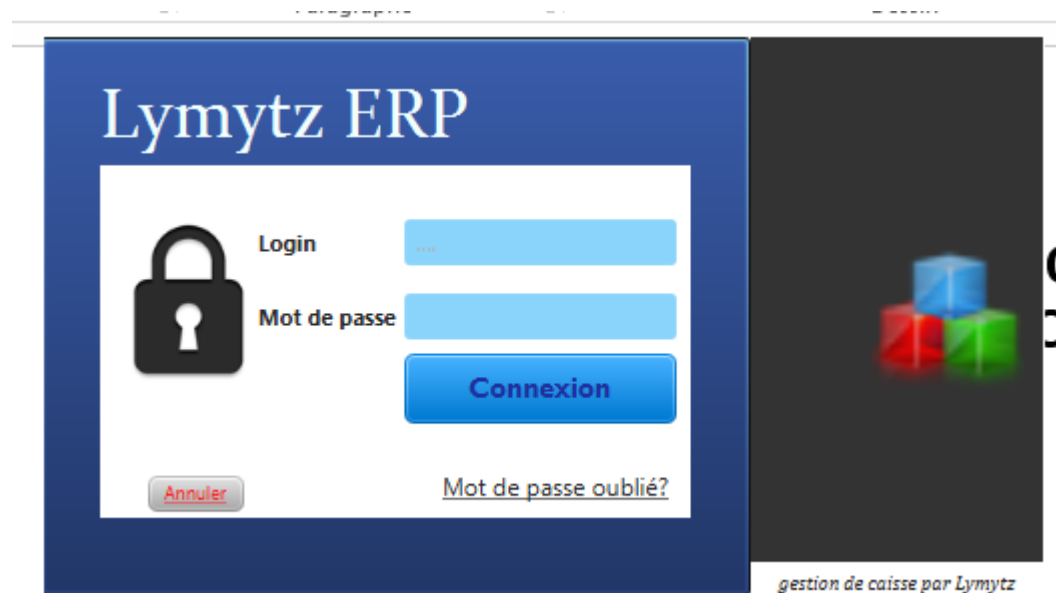 Lymytz ERP
Login
....
Mot de passe
Connexion
Annuler
Mot de passe oublié?
gestion de caisse par Lymytz